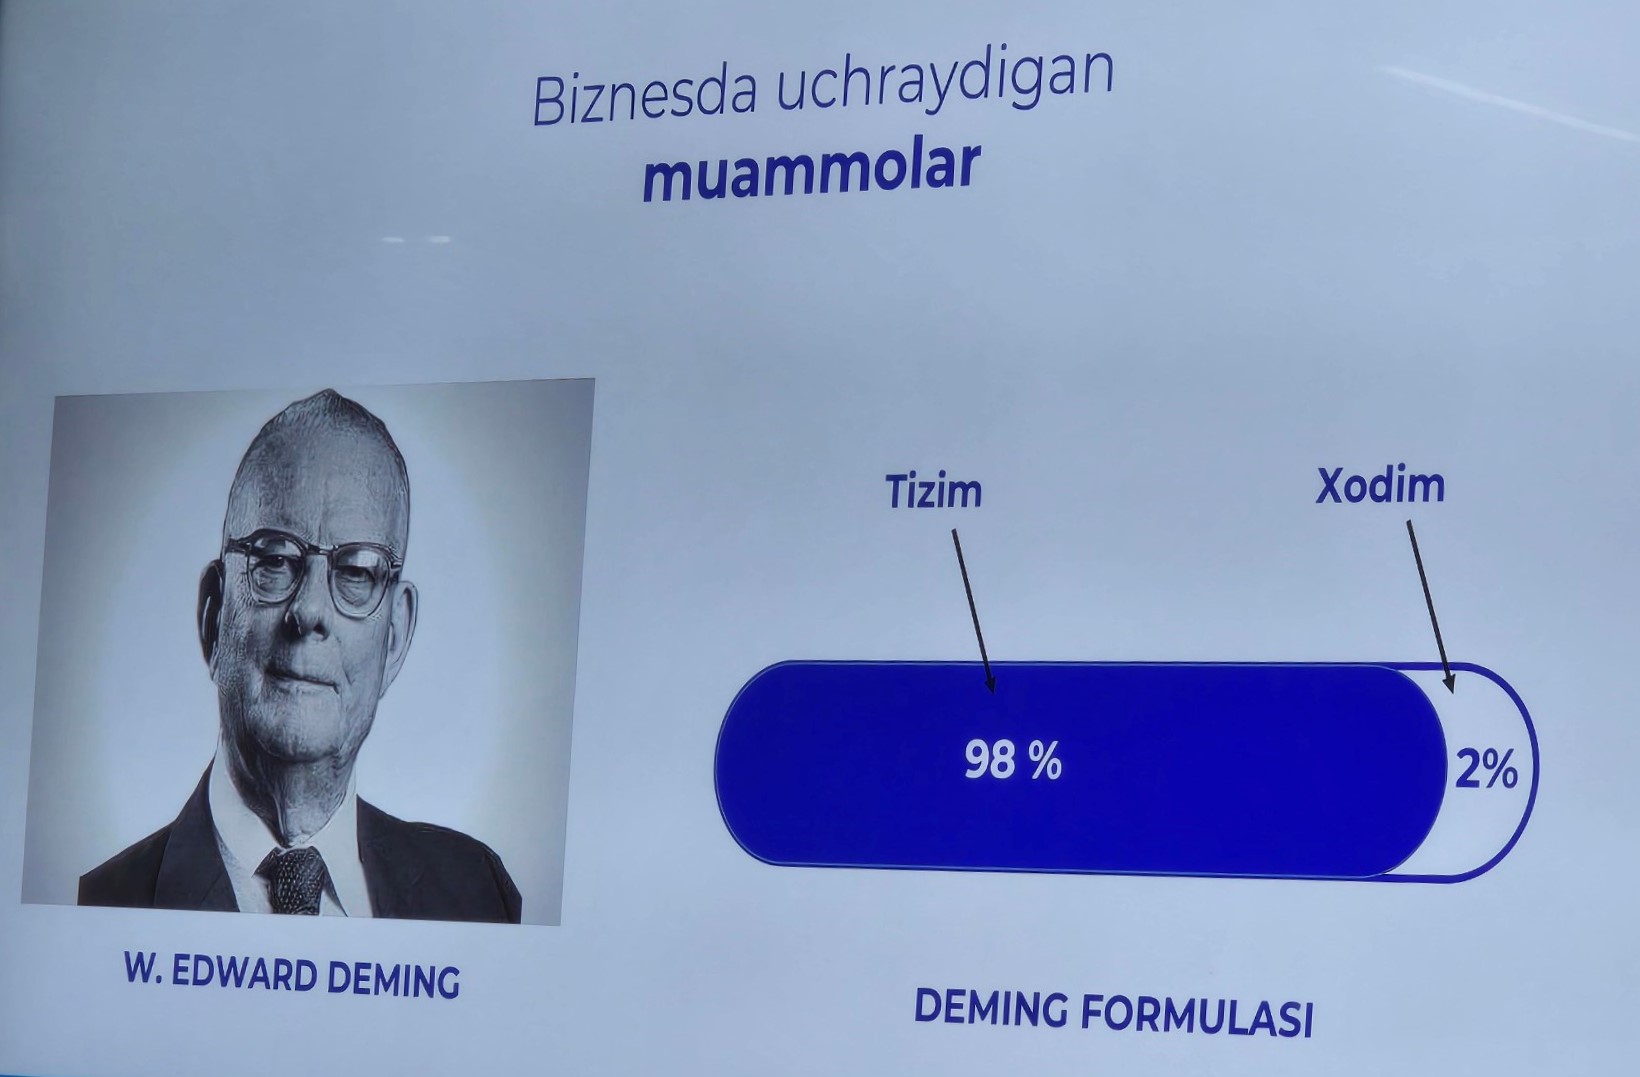 Biznesda uchraydigan
muammolar
Tizim
Xodim
98 %
2%
W. EDWARD DEMING
DEMING FORMULASI